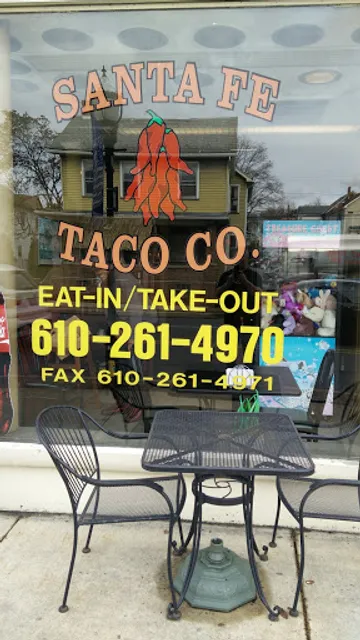 SANTA FE
TACO CO.
EAT-IN/TAKE-OUT
610-261-4970
FAX 610-261-4971